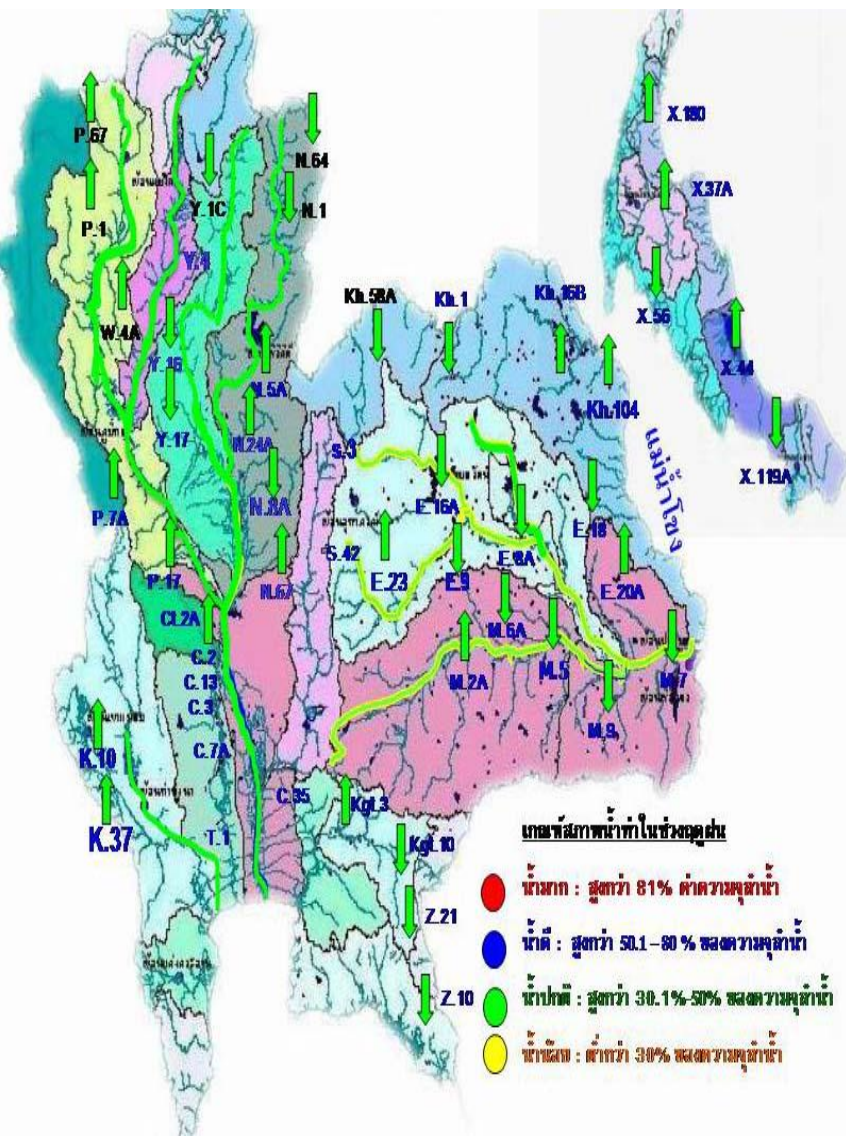 P.67
N.64
P.1
Y.1C
N.1
Y.4
W.4A
Y.16
N.5A
Y.17
N.24A
P.7A
N.8A
P.17
N.67
CT.2A
C.2
C.13
C.3
C.7A
C.35
K.10
K.37
T.1
Kh.58A
Kh.1
Kh.16B
Kh.104
แม่น้ำโขง
S.3
E.16A
E.18
S.42
E.23
E.9
E.8A
E.20A
M.6A
M.2A
M.5
M.7
M.9
Kgt.3
Kgt.10
Z.21
Z.10
X.180
X.37A
X.56
X.44
X.119A
เกณฑ์สภาพน้ำท่าในช่วงฤดูฝน
น้ำมาก : สูงกว่า 81% ค่าความจุลำน้ำ
น้ำดี : สูงกว่า 50.1-80 % ของความจุลำน้ำ
น้ำปกติ : สูงกว่า 30.1%-50% ของความจุลำน้ำ
น้ำน้อย : ต่ำกว่า 30% ของความจุลำน้ำ